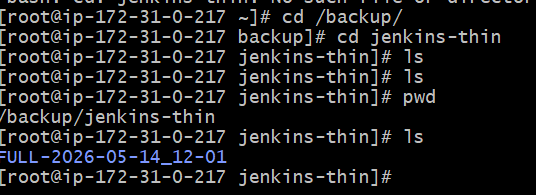 bash: cd: jenkins-thin: No such file or director
[root@ip-172-31-0-217 ~]# cd /backup/
[root@ip-172-31-0-217 backup]# cd jenkins-thin
[root@ip-172-31-0-217 jenkins-thin]# ls
[root@ip-172-31-0-217 jenkins-thin]# ls
[root@ip-172-31-0-217 jenkins-thin]# pwd
/backup/jenkins-thin
[root@ip-172-31-0-217 jenkins-thin]# ls
FULL-2026-05-14_12-01
[root@ip-172-31-0-217 jenkins-thin]#